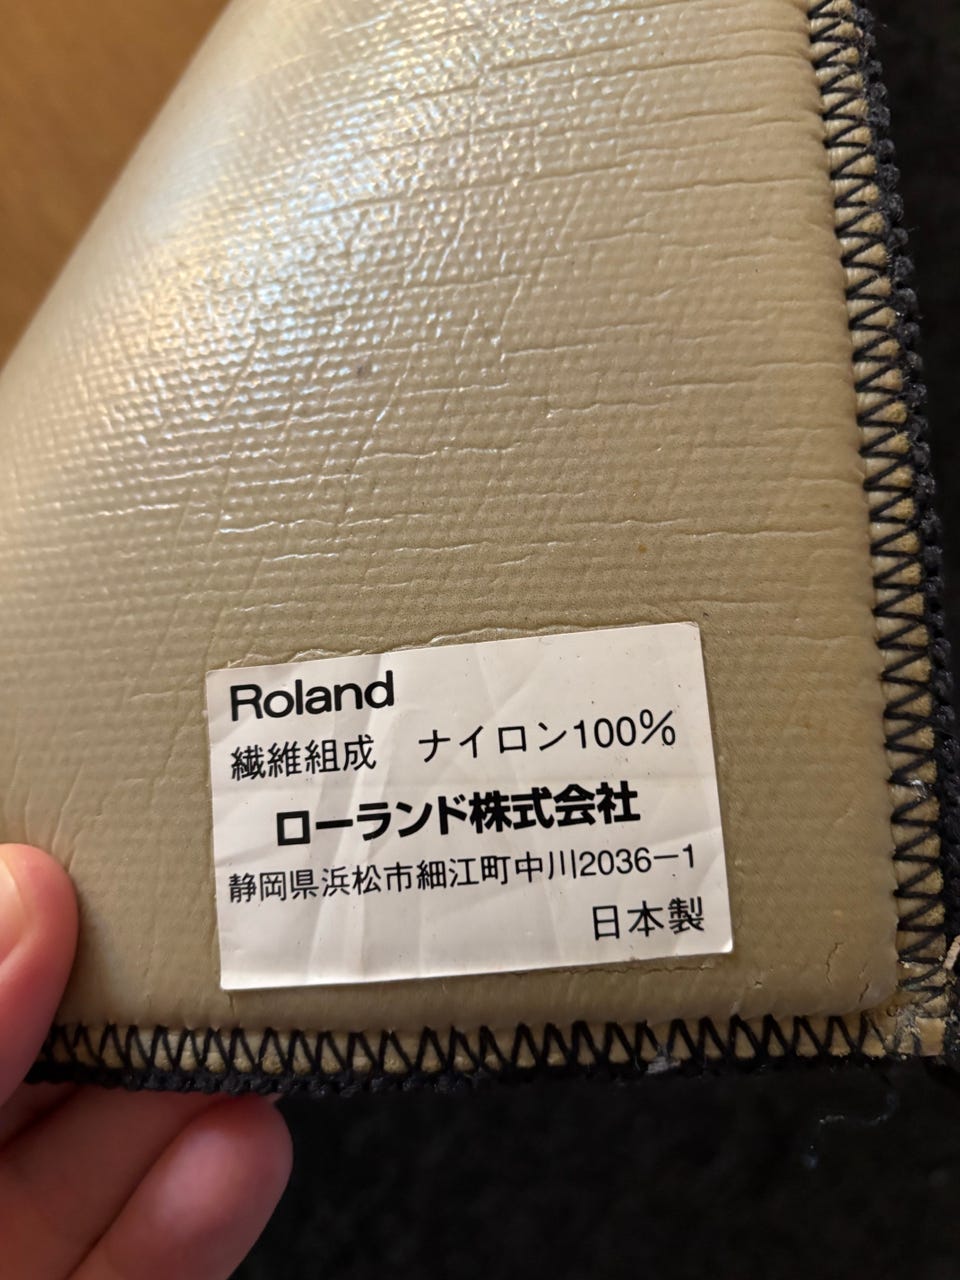 Roland
繊維組成　ナイロン100%
ローランド株式会社
静岡県浜松市細江町中川2036-1
日本製